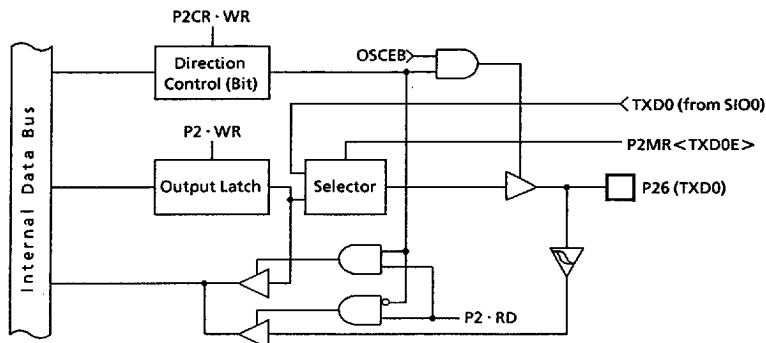 P2CR · WR
Direction
Control (Bit)
OSCEB
TXD0 (from SIO0)
P2 · WR
P2MR<TXD0E>
Output Latch
Selector
P26 (TXD0)
Internal Data Bus
P2 · RD